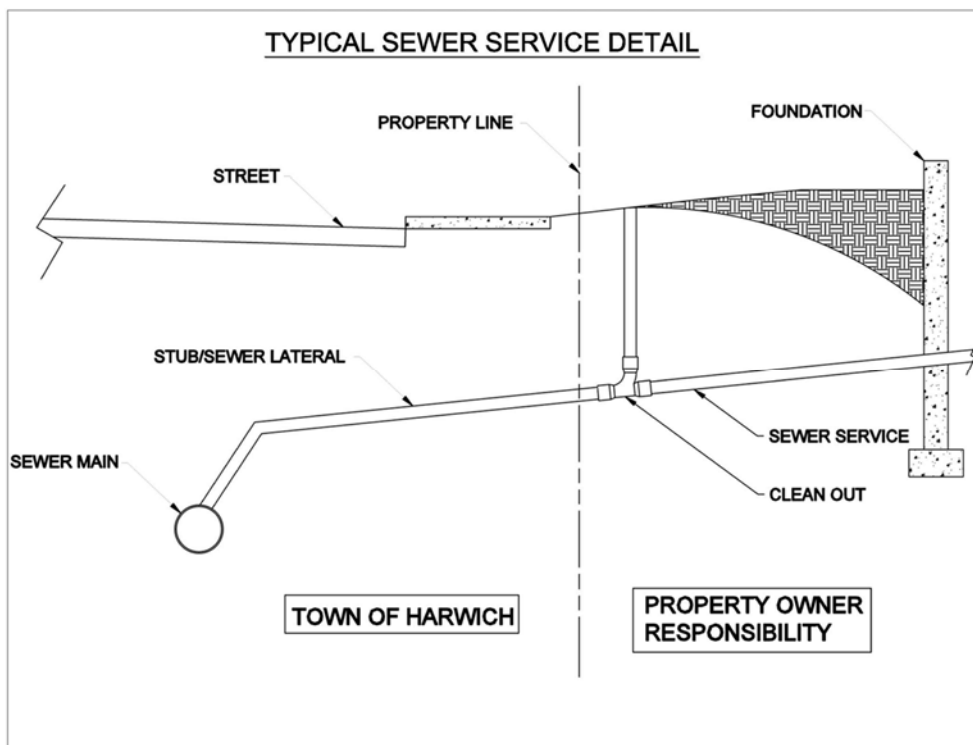 TYPICAL SEWER SERVICE DETAIL
PROPERTY LINE
FOUNDATION
STREET
STUB/SEWER LATERAL
SEWER MAIN
SEWER SERVICE
CLEAN OUT
TOWN OF HARWICH
PROPERTY OWNER
RESPONSIBILITY